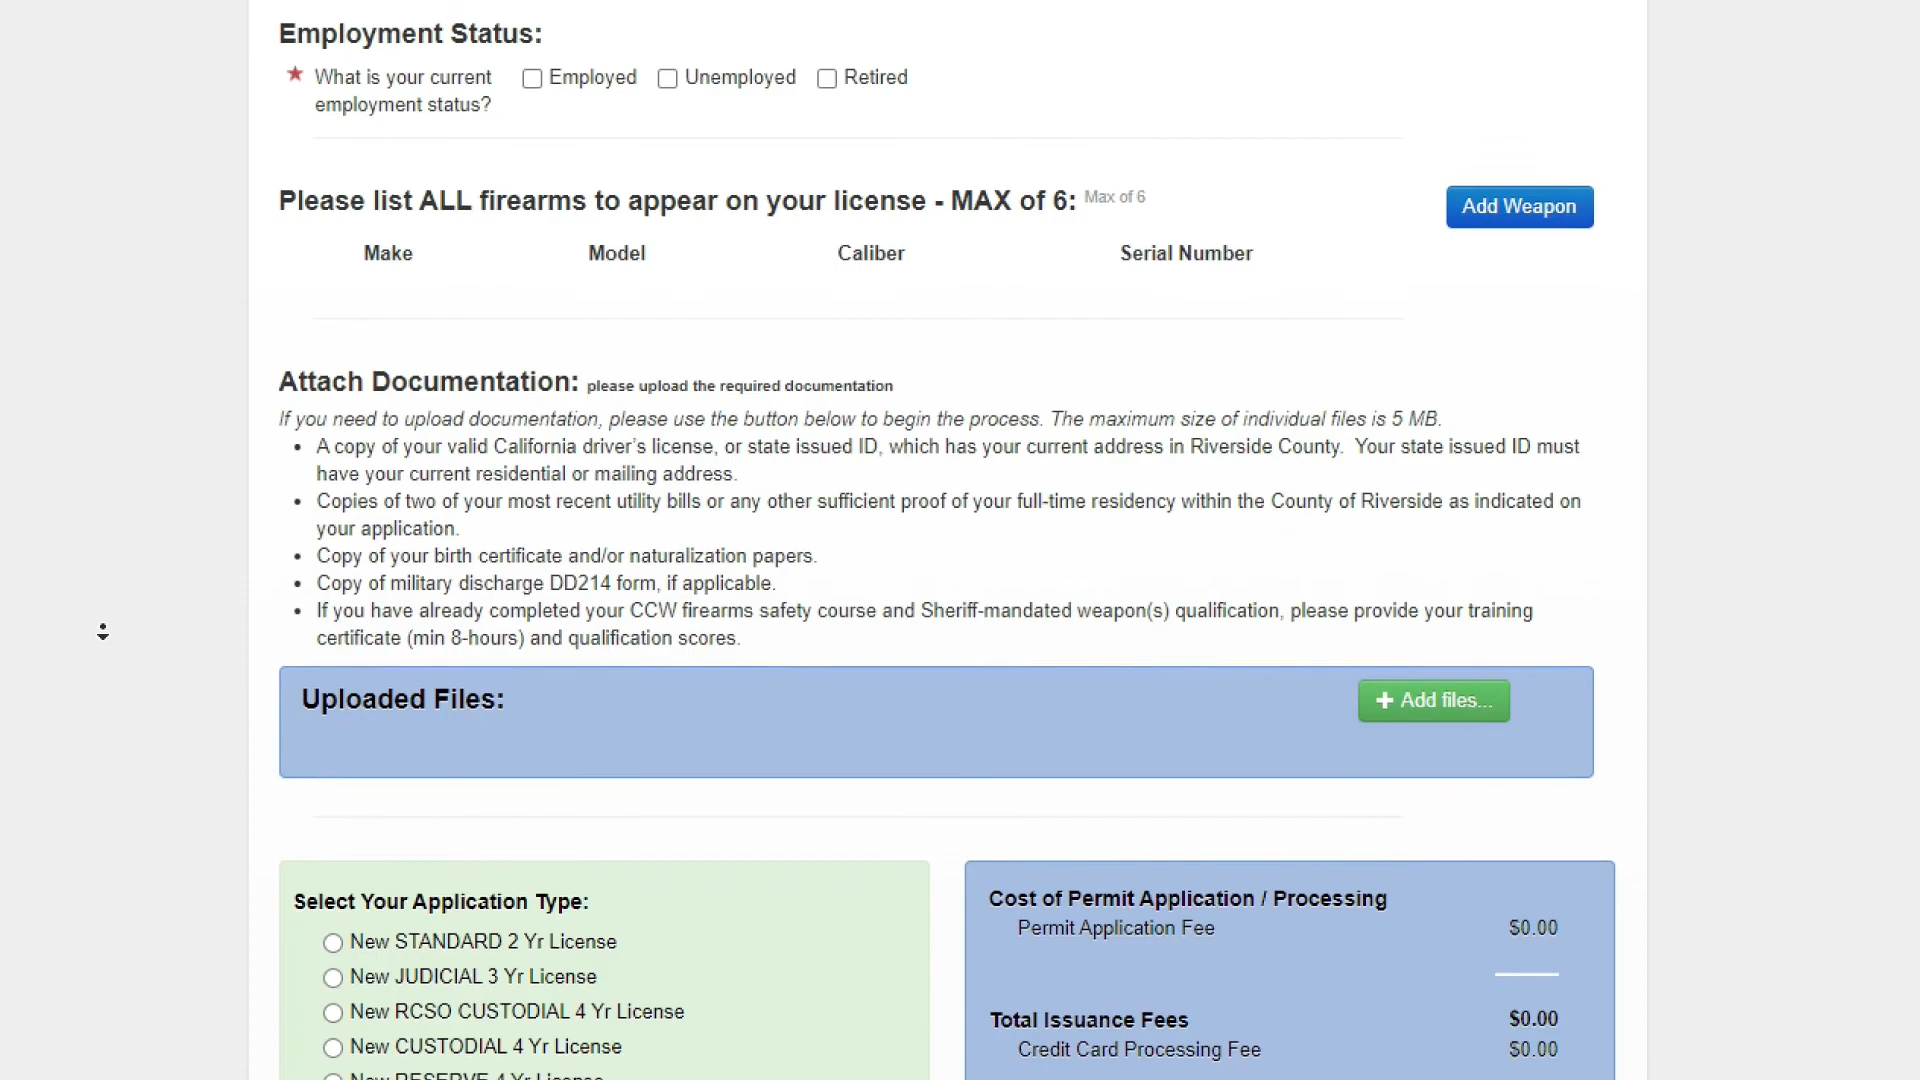 Employment Status:
★ What is your current employment status? Employed Unemployed Retired
Please list ALL firearms to appear on your license - MAX of 6: Max of 6
Add Weapon
Make Model Caliber Serial Number
Attach Documentation: please upload the required documentation
If you need to upload documentation, please use the button below to begin the process. The maximum size of individual files is 5 MB.
• A copy of your valid California driver’s license, or state issued ID, which has your current address in Riverside County. Your state issued ID must
have your current residential or mailing address.
• Copies of two of your most recent utility bills or any other sufficient proof of your full-time residency within the County of Riverside as indicated on
your application.
• Copy of your birth certificate and/or naturalization papers.
• Copy of military discharge DD214 form, if applicable.
• If you have already completed your CCW firearms safety course and Sheriff-mandated weapon(s) qualification, please provide your training
certificate (min 8-hours) and qualification scores.
Uploaded Files:
+ Add files...
Select Your Application Type:
New STANDARD 2 Yr License
New JUDICIAL 3 Yr License
New RCSO CUSTODIAL 4 Yr License
New CUSTODIAL 4 Yr License
New RESERVE 4 Yr License
Cost of Permit Application / Processing
Permit Application Fee $0.00
Total Issuance Fees $0.00
Credit Card Processing Fee $0.00